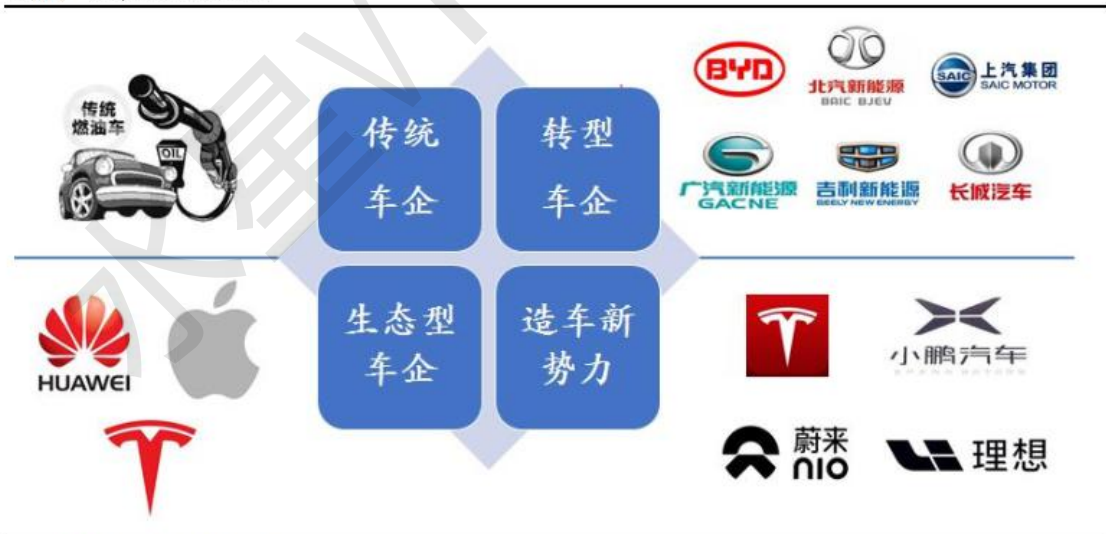 传统
燃油车
OIL
传统
车企
转型
车企
BYD
北汽新能源
BAIC BJEV
SAIC
上汽集团
SAIC MOTOR
广汽新能源
GACNE
吉利新能源
GEELY NEW ENERGY
长城汽车
生态型
车企
造车新
势力
HUAWEI
小鹏汽车
蔚来
NIO
理想